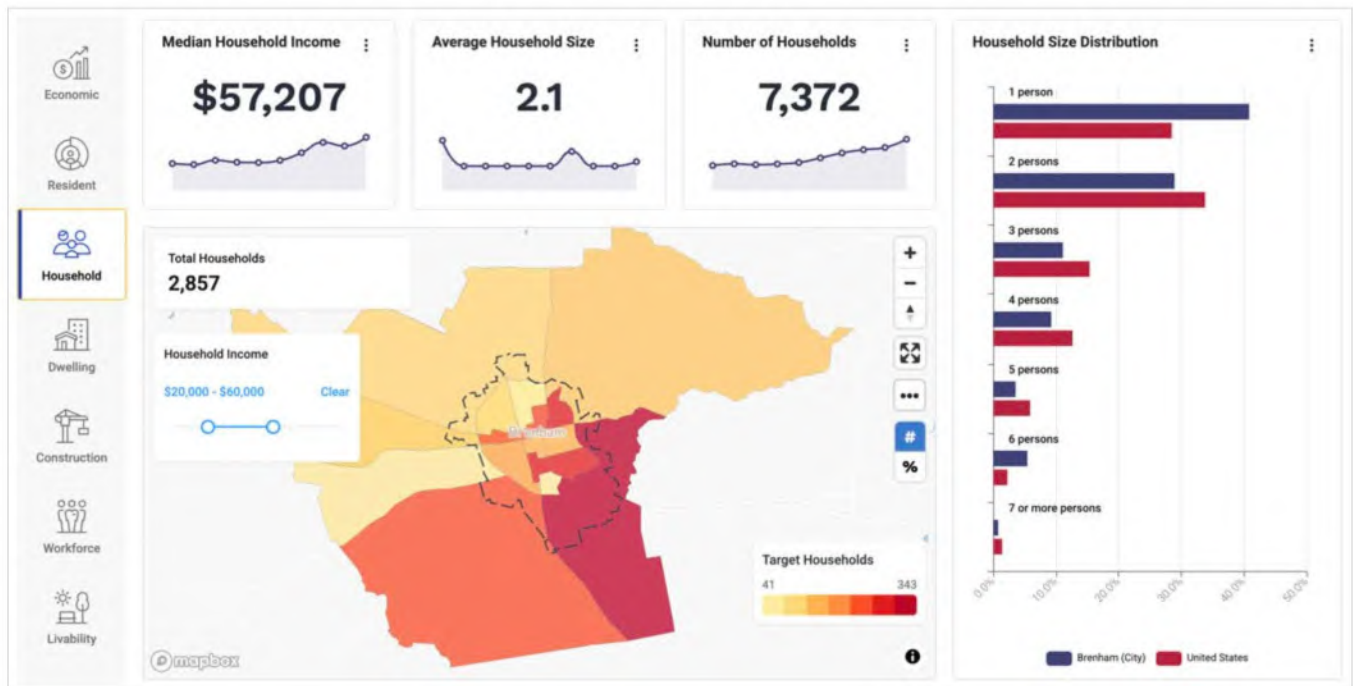 Economic
Resident
Household
Dwelling
Construction
Workforce
Livability
Median Household Income
$57,207
Average Household Size
2.1
Number of Households
7,372
Total Households
2,857
Household Income
$20,000 - $60,000 Clear
Brenham
+
−
#
%
Target Households
41 343
mapbox
Household Size Distribution
1 person
2 persons
3 persons
4 persons
5 persons
6 persons
7 or more persons
0.0% 10.0% 20.0% 30.0% 40.0% 50.0%
Brenham (City) United States